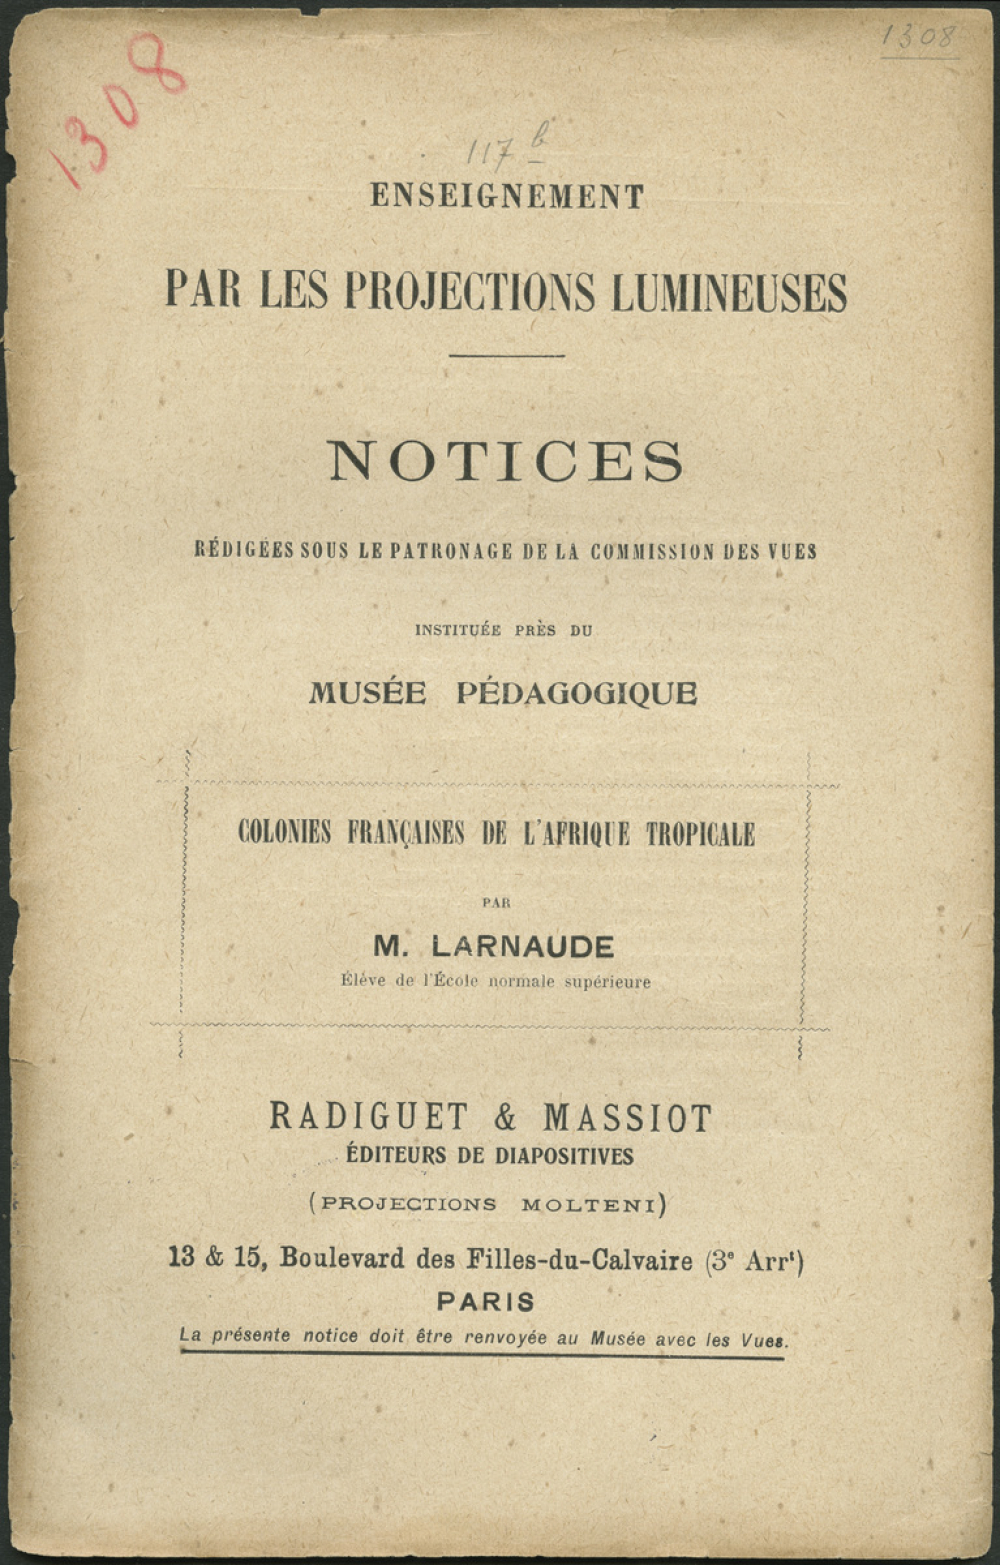 1308
1308
117 b
ENSEIGNEMENT
PAR LES PROJECTIONS LUMINEUSES
NOTICES
RÉDIGÉES SOUS LE PATRONAGE DE LA COMMISSION DES VUES
INSTITUÉE PRÈS DU
MUSÉE PÉDAGOGIQUE
COLONIES FRANÇAISES DE L'AFRIQUE TROPICALE
PAR
M. LARNAUDE
Élève de l'École normale supérieure
RADIGUET & MASSIOT
ÉDITEURS DE DIAPOSITIVES
(PROJECTIONS MOLTENI)
13 & 15, Boulevard des Filles-du-Calvaire (3e Arrt)
PARIS
La présente notice doit être renvoyée au Musée avec les Vues.